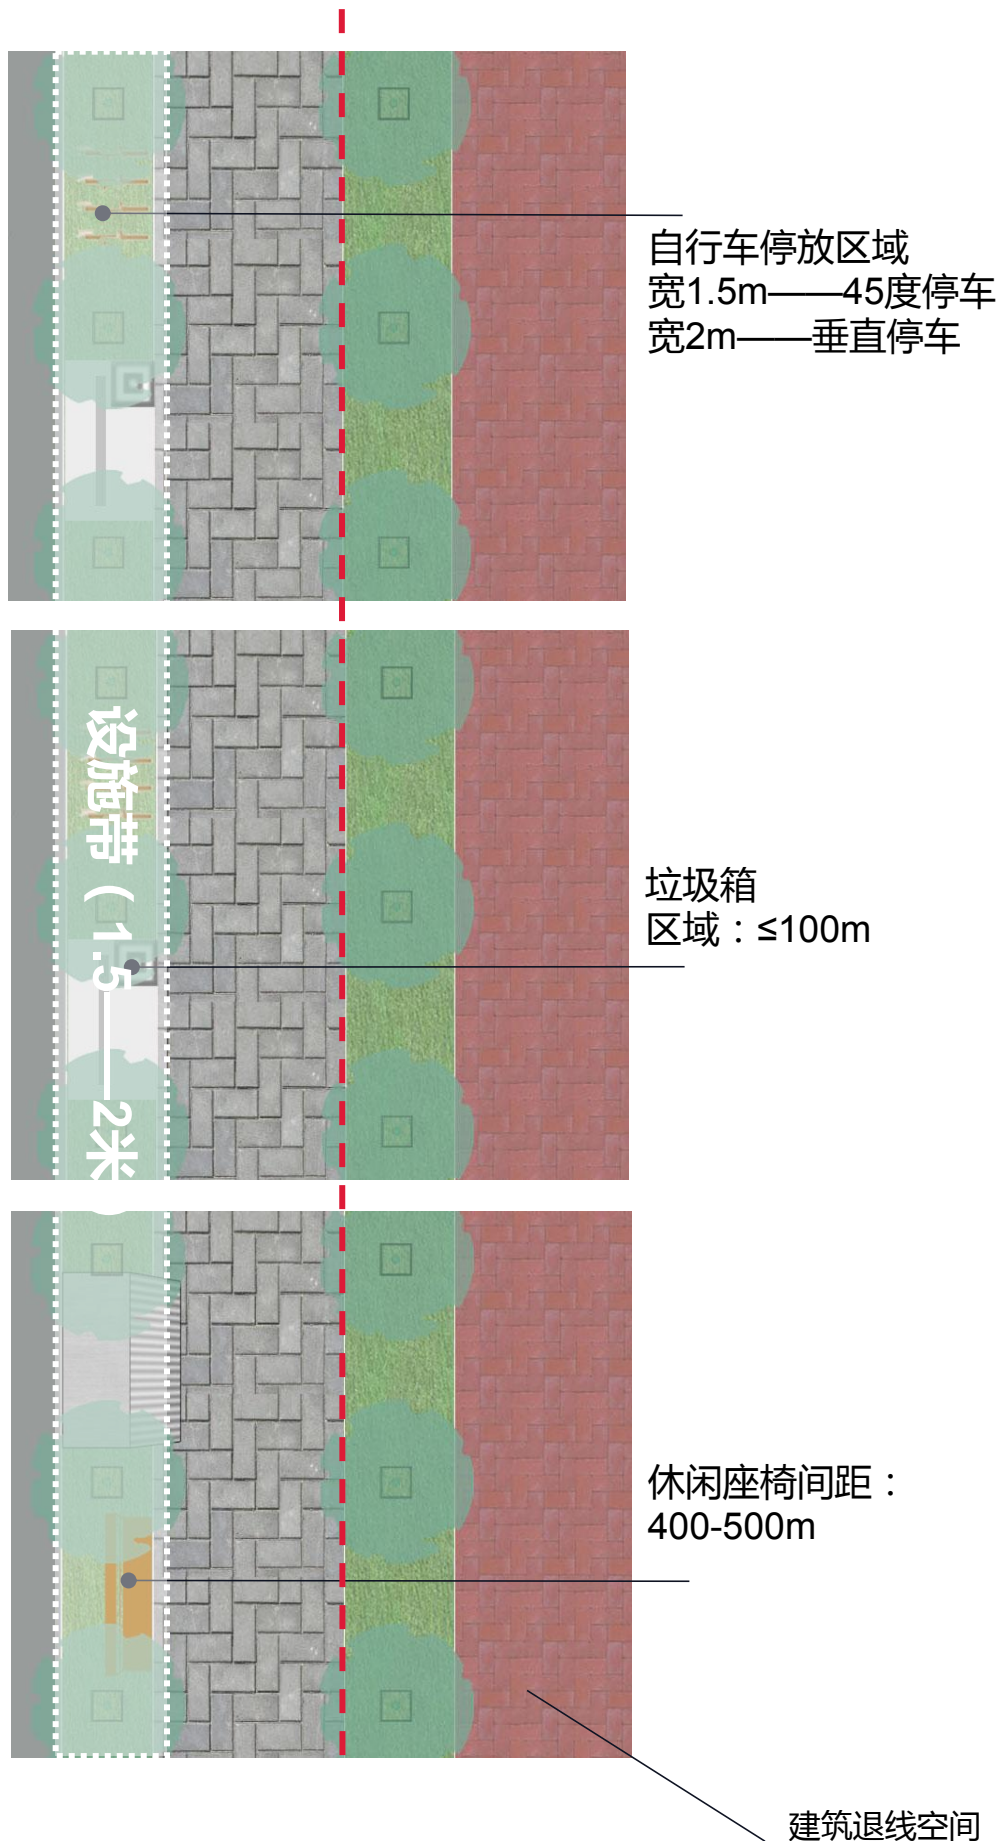 自行车停放区域
宽1.5m——45度停车
宽2m——垂直停车
设施带（1.5——2米）
垃圾箱
区域：≤100m
休闲座椅间距：
400-500m
建筑退线空间